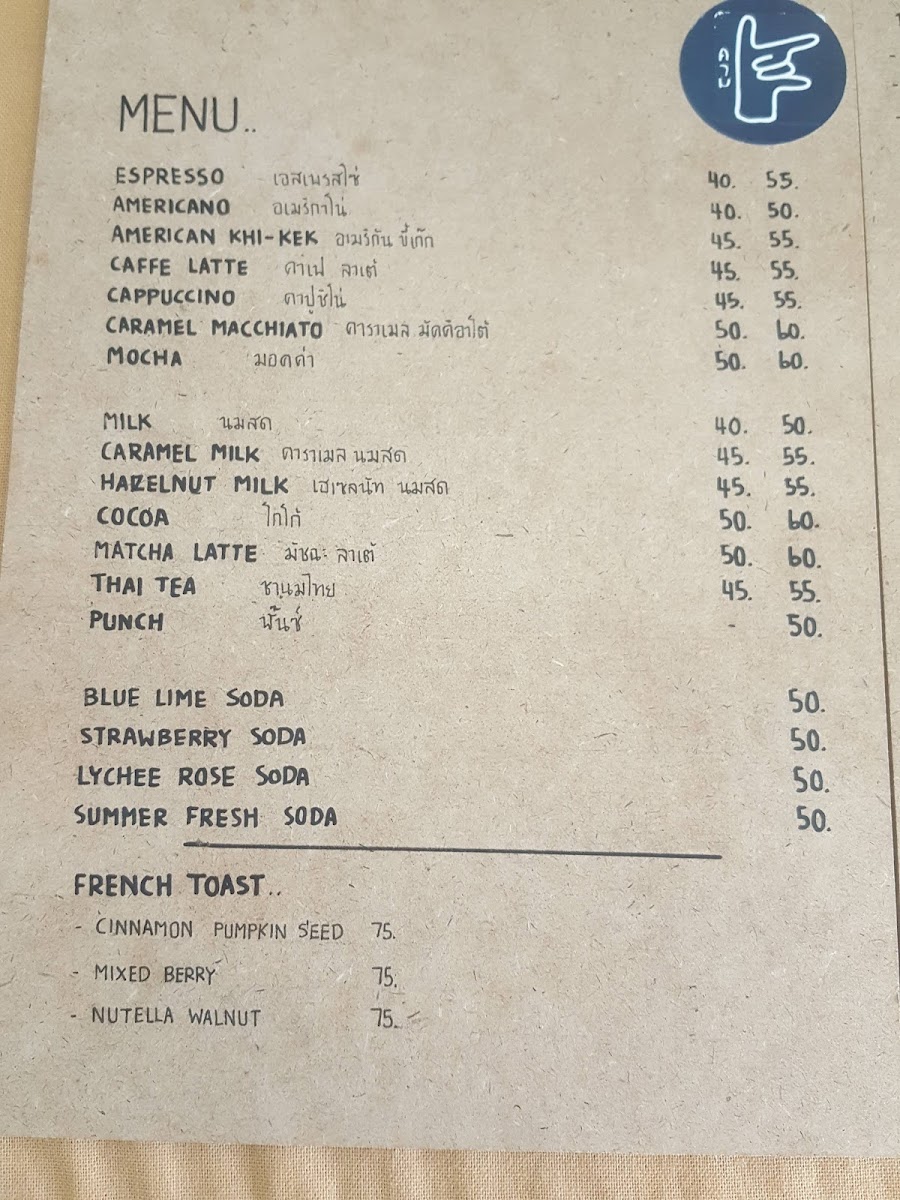 คาบ
MENU..
ESPRESSO เอสเพรสโซ่ 40. 55.
AMERICANO อเมริกาโน่ 40. 50.
AMERICAN KHI-KEK อเมริกัน ขี้เก๊ก 45. 55.
CAFFE LATTE คาเฟ่ ลาเต้ 45. 55.
CAPPUCCINO คาปูชิโน่ 45. 55.
CARAMEL MACCHIATO คาราเมล มัคคิอาโต้ 50. 60.
MOCHA มอคค่า 50. 60.
MILK นมสด 40. 50.
CARAMEL MILK คาราเมล นมสด 45. 55.
HAZELNUT MILK เฮเซลนัท นมสด 45. 55.
COCOA โกโก้ 50. 60.
MATCHA LATTE มัชฉะ ลาเต้ 50. 60.
THAI TEA ชานมไทย 45. 55.
PUNCH พั้นซ์ 50.
BLUE LIME SODA 50.
STRAWBERRY SODA 50.
LYCHEE ROSE SODA 50.
SUMMER FRESH SODA 50.
FRENCH TOAST..
- CINNAMON PUMPKIN SEED 75.
- MIXED BERRY 75.
- NUTELLA WALNUT 75.